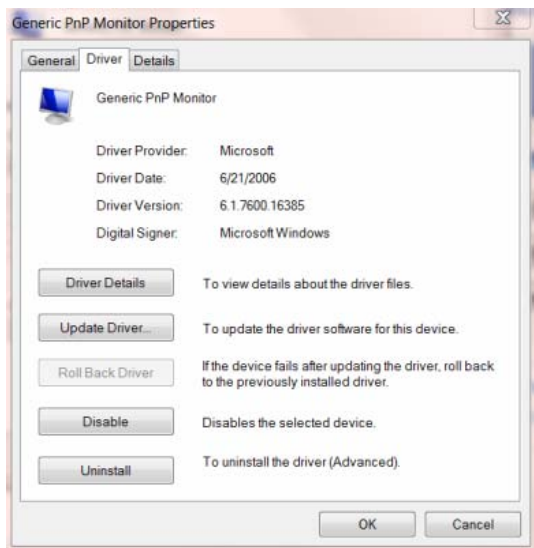 Generic PnP Monitor Properties
General Driver Details
Generic PnP Monitor
Driver Provider: Microsoft
Driver Date: 6/21/2006
Driver Version: 6.1.7600.16385
Digital Signer: Microsoft Windows
Driver Details To view details about the driver files.
Update Driver... To update the driver software for this device.
Roll Back Driver If the device fails after updating the driver, roll back
to the previously installed driver.
Disable Disables the selected device.
Uninstall To uninstall the driver (Advanced).
OK Cancel